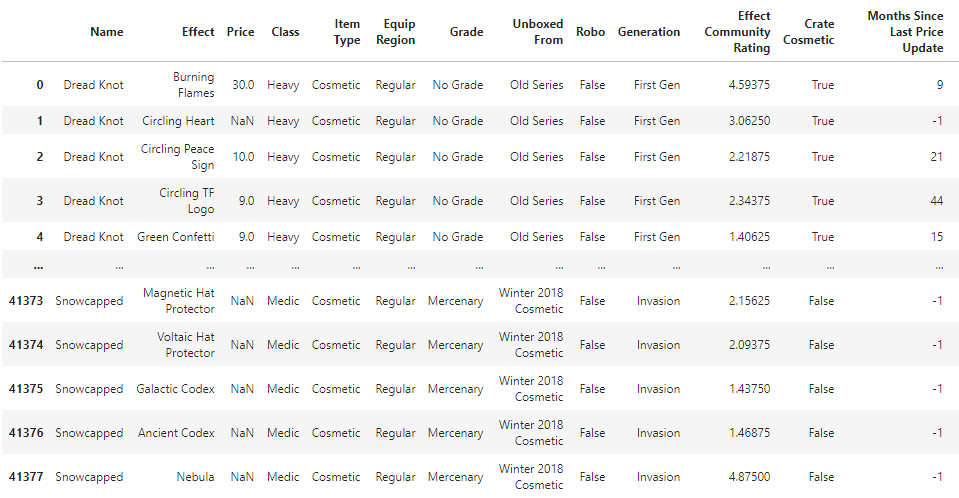 Name Effect Price Class Item Type Equip Region Grade Unboxed From Robo Generation Effect Community Rating Crate Cosmetic Months Since Last Price Update
0 Dread Knot Burning Flames 30.0 Heavy Cosmetic Regular No Grade Old Series False First Gen 4.59375 True 9
1 Dread Knot Circling Heart NaN Heavy Cosmetic Regular No Grade Old Series False First Gen 3.06250 True -1
2 Dread Knot Circling Peace Sign 10.0 Heavy Cosmetic Regular No Grade Old Series False First Gen 2.21875 True 21
3 Dread Knot Circling TF Logo 9.0 Heavy Cosmetic Regular No Grade Old Series False First Gen 2.34375 True 44
4 Dread Knot Green Confetti 9.0 Heavy Cosmetic Regular No Grade Old Series False First Gen 1.40625 True 15
... ... ... ... ... ... ... ... ... ... ... ... ... ...
41373 Snowcapped Magnetic Hat Protector NaN Medic Cosmetic Regular Mercenary Winter 2018 Cosmetic False Invasion 2.15625 False -1
41374 Snowcapped Voltaic Hat Protector NaN Medic Cosmetic Regular Mercenary Winter 2018 Cosmetic False Invasion 2.09375 False -1
41375 Snowcapped Galactic Codex NaN Medic Cosmetic Regular Mercenary Winter 2018 Cosmetic False Invasion 1.43750 False -1
41376 Snowcapped Ancient Codex NaN Medic Cosmetic Regular Mercenary Winter 2018 Cosmetic False Invasion 1.46875 False -1
41377 Snowcapped Nebula NaN Medic Cosmetic Regular Mercenary Winter 2018 Cosmetic False Invasion 4.87500 False -1